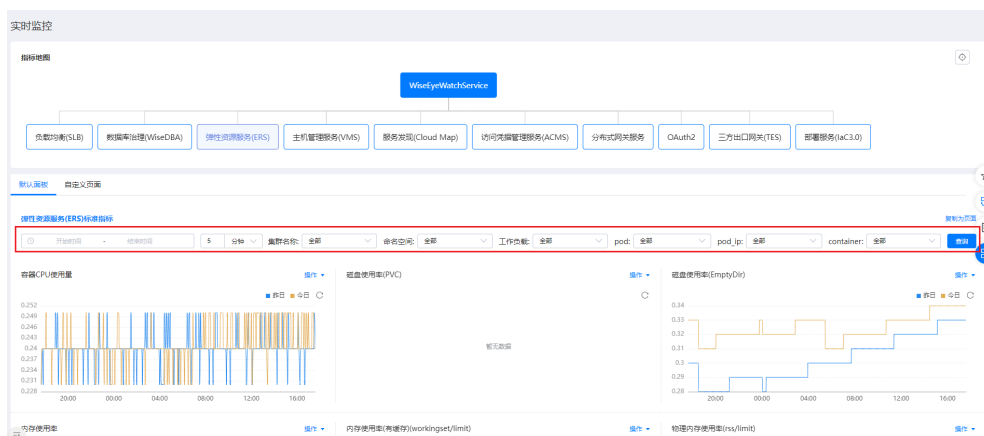 实时监控
指标地图
WiseEyeWatchService
负载均衡(SLB) 数据库治理(WiseDBA) 弹性资源服务(ERS) 主机管理服务(VMS) 服务发现(Cloud Map) 访问凭据管理服务(ACMS) 分布式网关服务 OAuth2 三方出口网关(TES) 部署服务(IaC3.0)
默认面板 自定义页面
弹性资源服务(ERS)标准指标 复制为页面
开始时间 - 结束时间 5 分钟 集群名称: 全部 命名空间: 全部 工作负载: 全部 pod: 全部 pod_ip: 全部 container: 全部 查询
容器CPU使用量 操作 磁盘使用率(PVC) 操作 磁盘使用率(EmptyDir) 操作
昨日 今日 昨日 今日
0.252
0.249
0.246
0.243
0.24
0.237
0.234
0.231
0.228
20:00 00:00 04:00 08:00 12:00 16:00
暂无数据
0.34
0.33
0.32
0.31
0.3
0.29
0.28
20:00 00:00 04:00 08:00 12:00 16:00
内存使用率 操作 内存使用率(有缓存)(workingset/limit) 操作 物理内存使用率(rss/limit) 操作